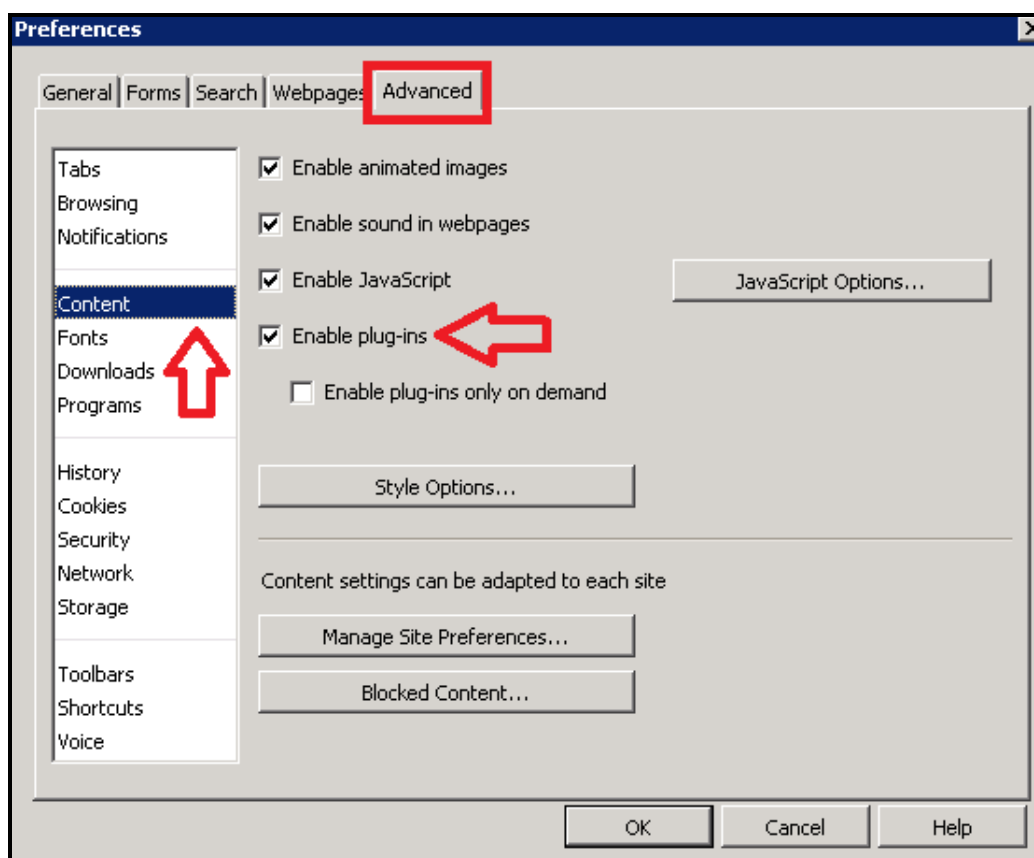 Preferences
General Forms Search Webpages Advanced
Tabs
Browsing
Notifications
Content
Fonts
Downloads
Programs
History
Cookies
Security
Network
Storage
Toolbars
Shortcuts
Voice
Enable animated images
Enable sound in webpages
Enable JavaScript
JavaScript Options...
Enable plug-ins
Enable plug-ins only on demand
Style Options...
Content settings can be adapted to each site
Manage Site Preferences...
Blocked Content...
OK Cancel Help